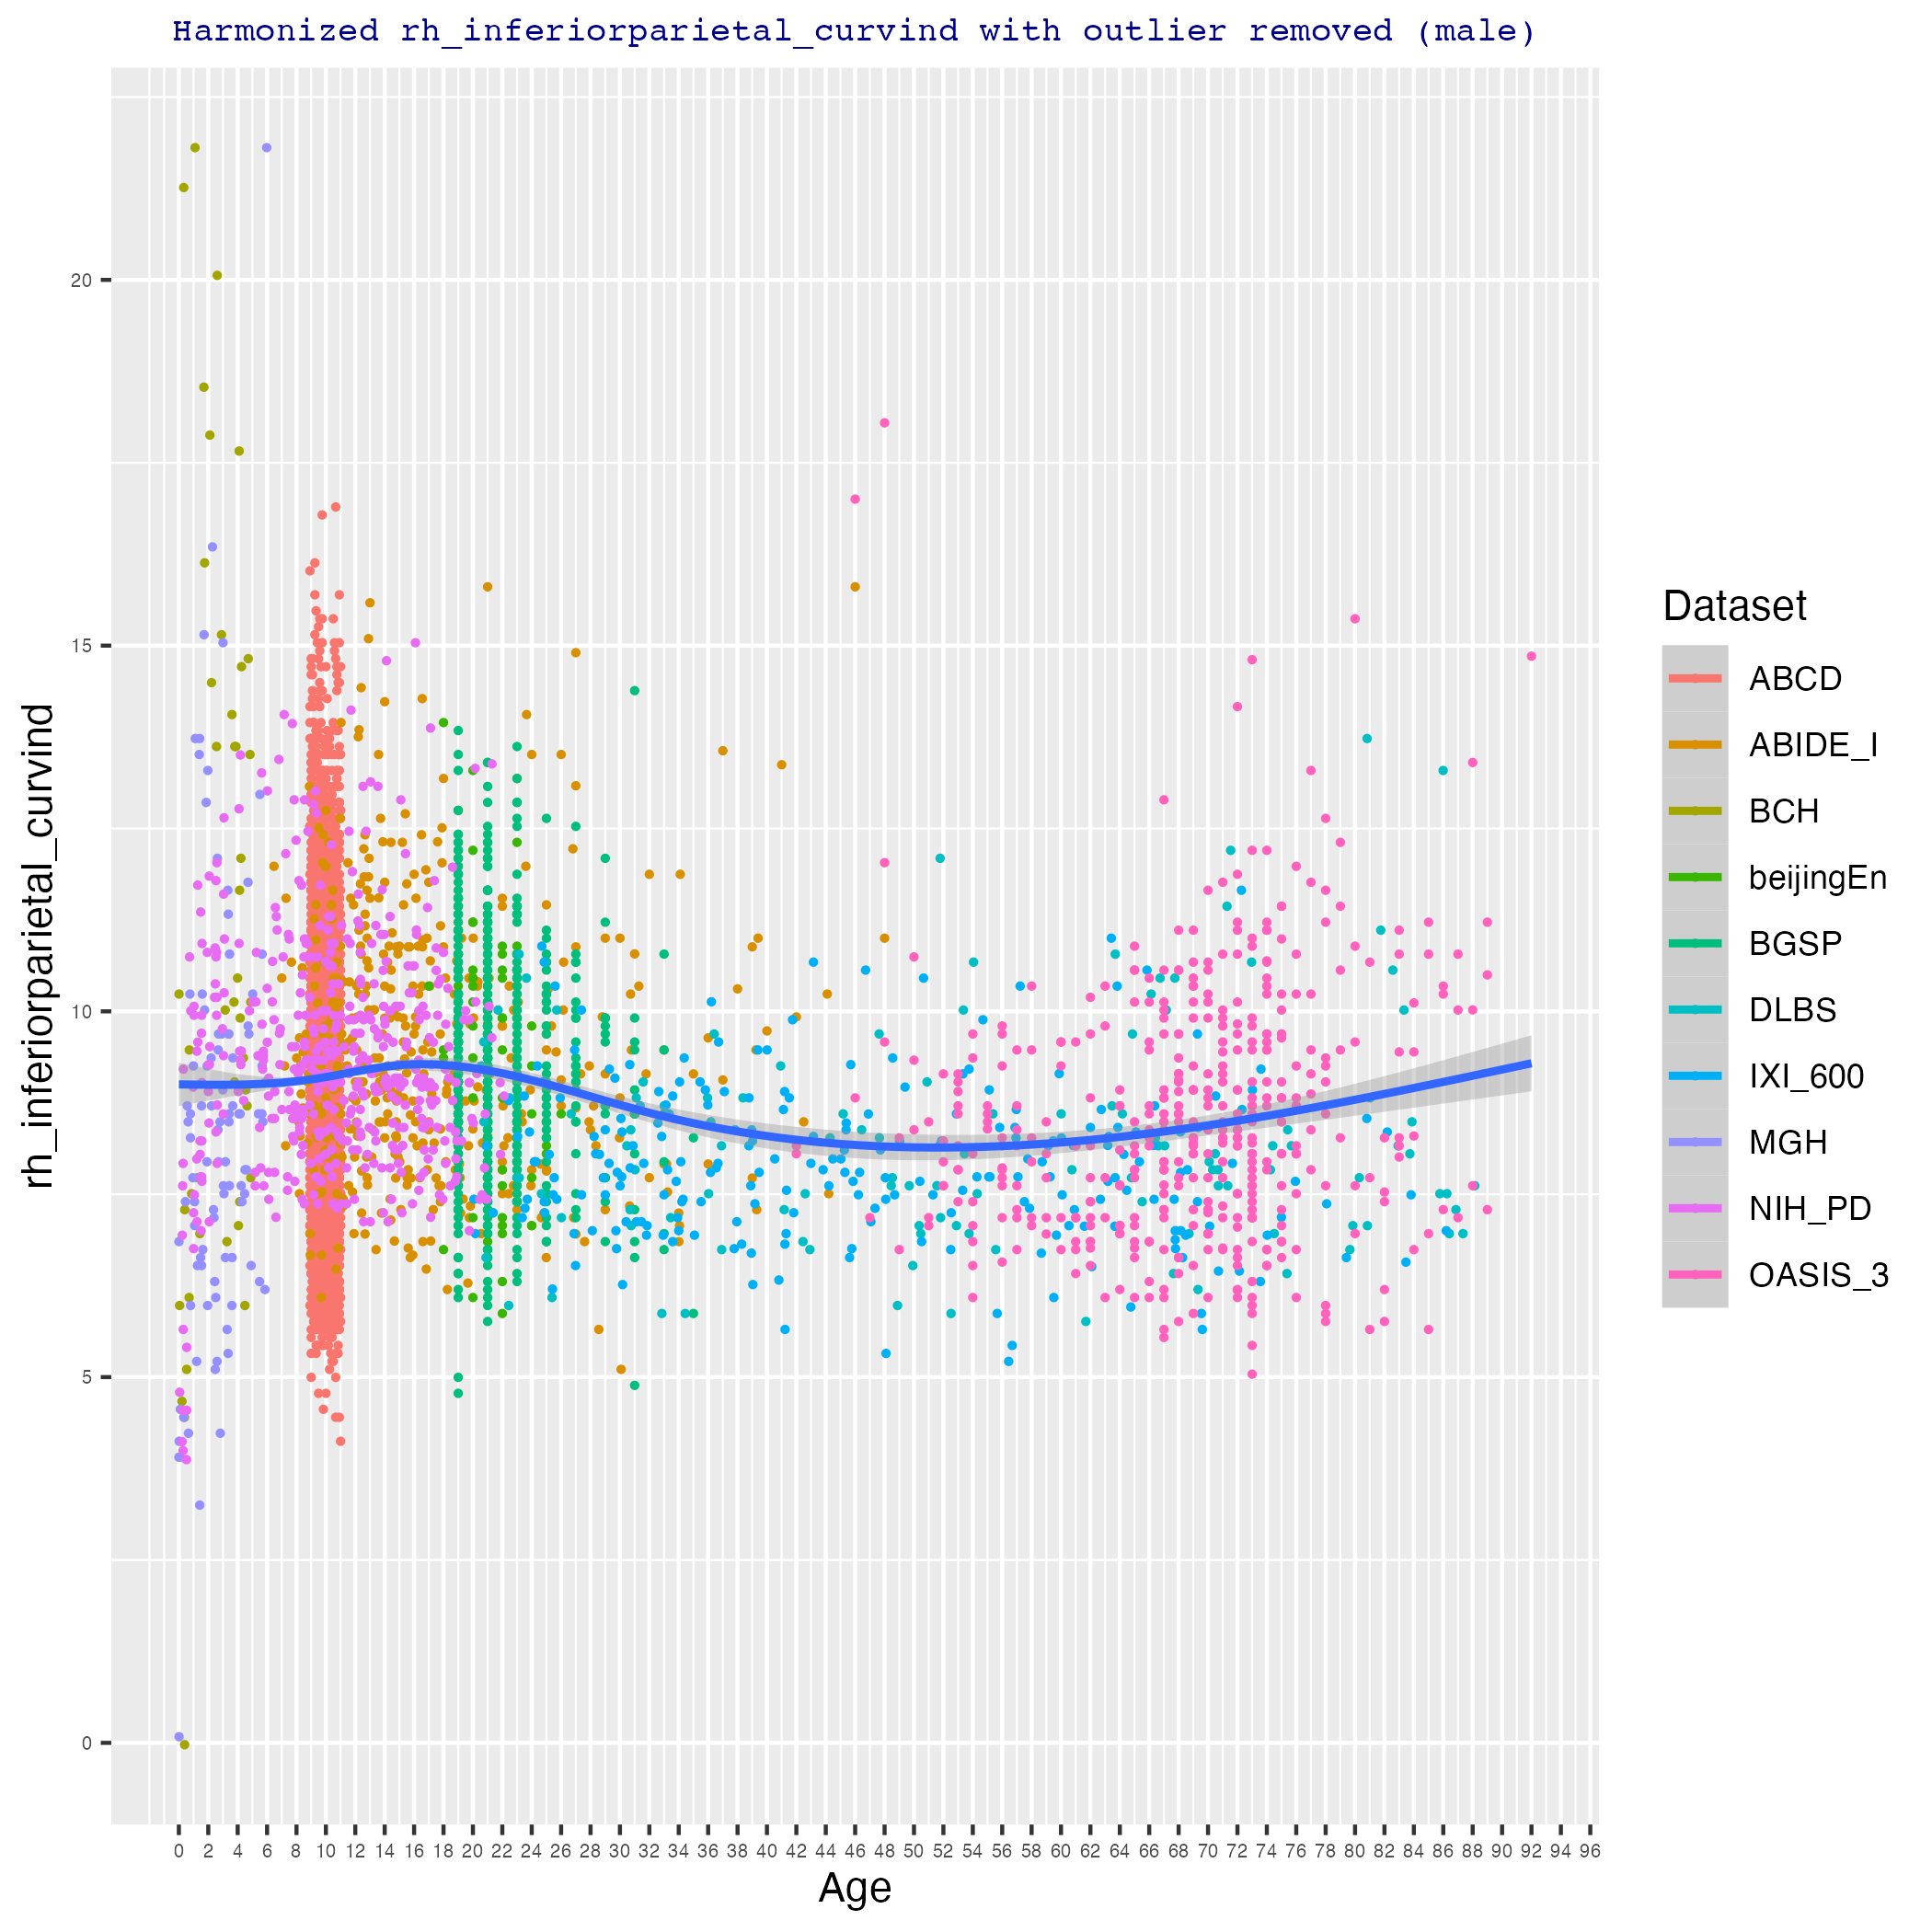 Harmonized rh_inferiorparietal_curvind with outlier removed (male)
rh_inferiorparietal_curvind
20
15
10
5
0
0 2 4 6 8 10 12 14 16 18 20 22 24 26 28 30 32 34 36 38 40 42 44 46 48 50 52 54 56 58 60 62 64 66 68 70 72 74 76 78 80 82 84 86 88 90 92 94 96
Age
Dataset
ABCD
ABIDE_I
BCH
beijingEn
BGSP
DLBS
IXI_600
MGH
NIH_PD
OASIS_3